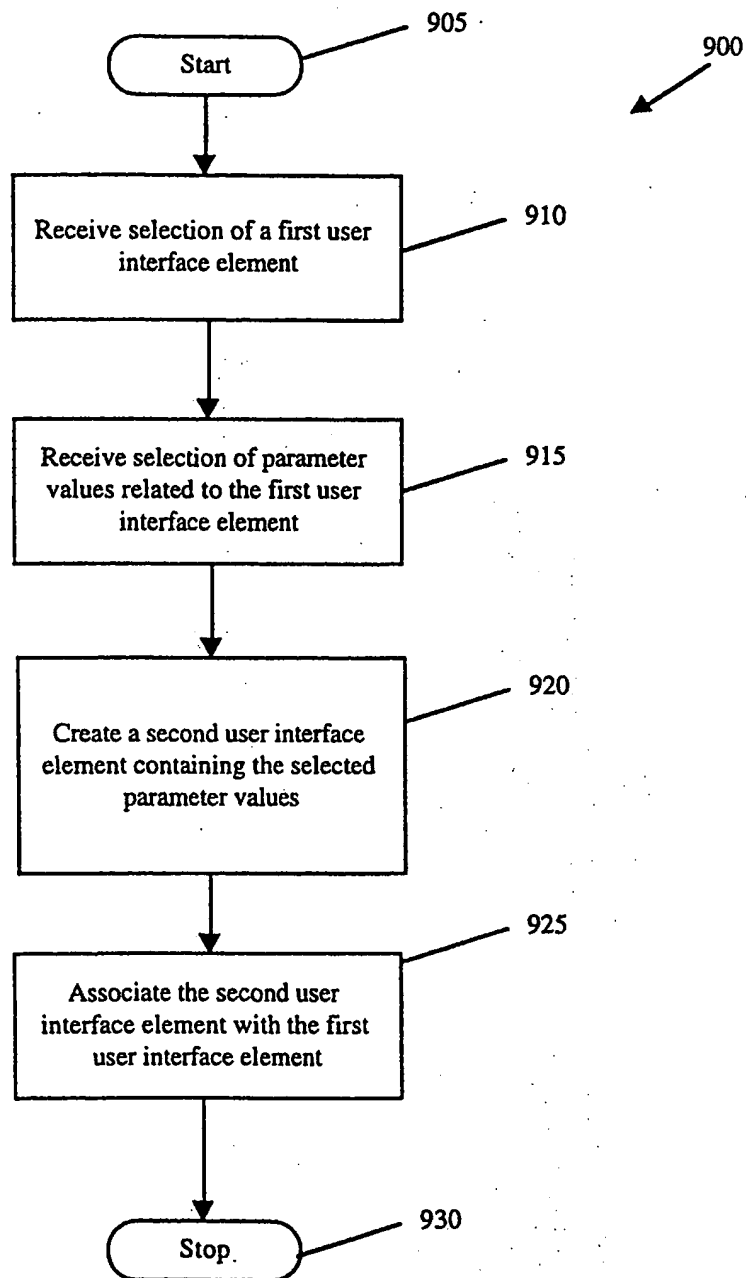 905
Start
900
Receive selection of a first user
interface element
910
Receive selection of parameter
values related to the first user
interface element
915
Create a second user interface
element containing the selected
parameter values
920
Associate the second user
interface element with the first
user interface element
925
Stop
930